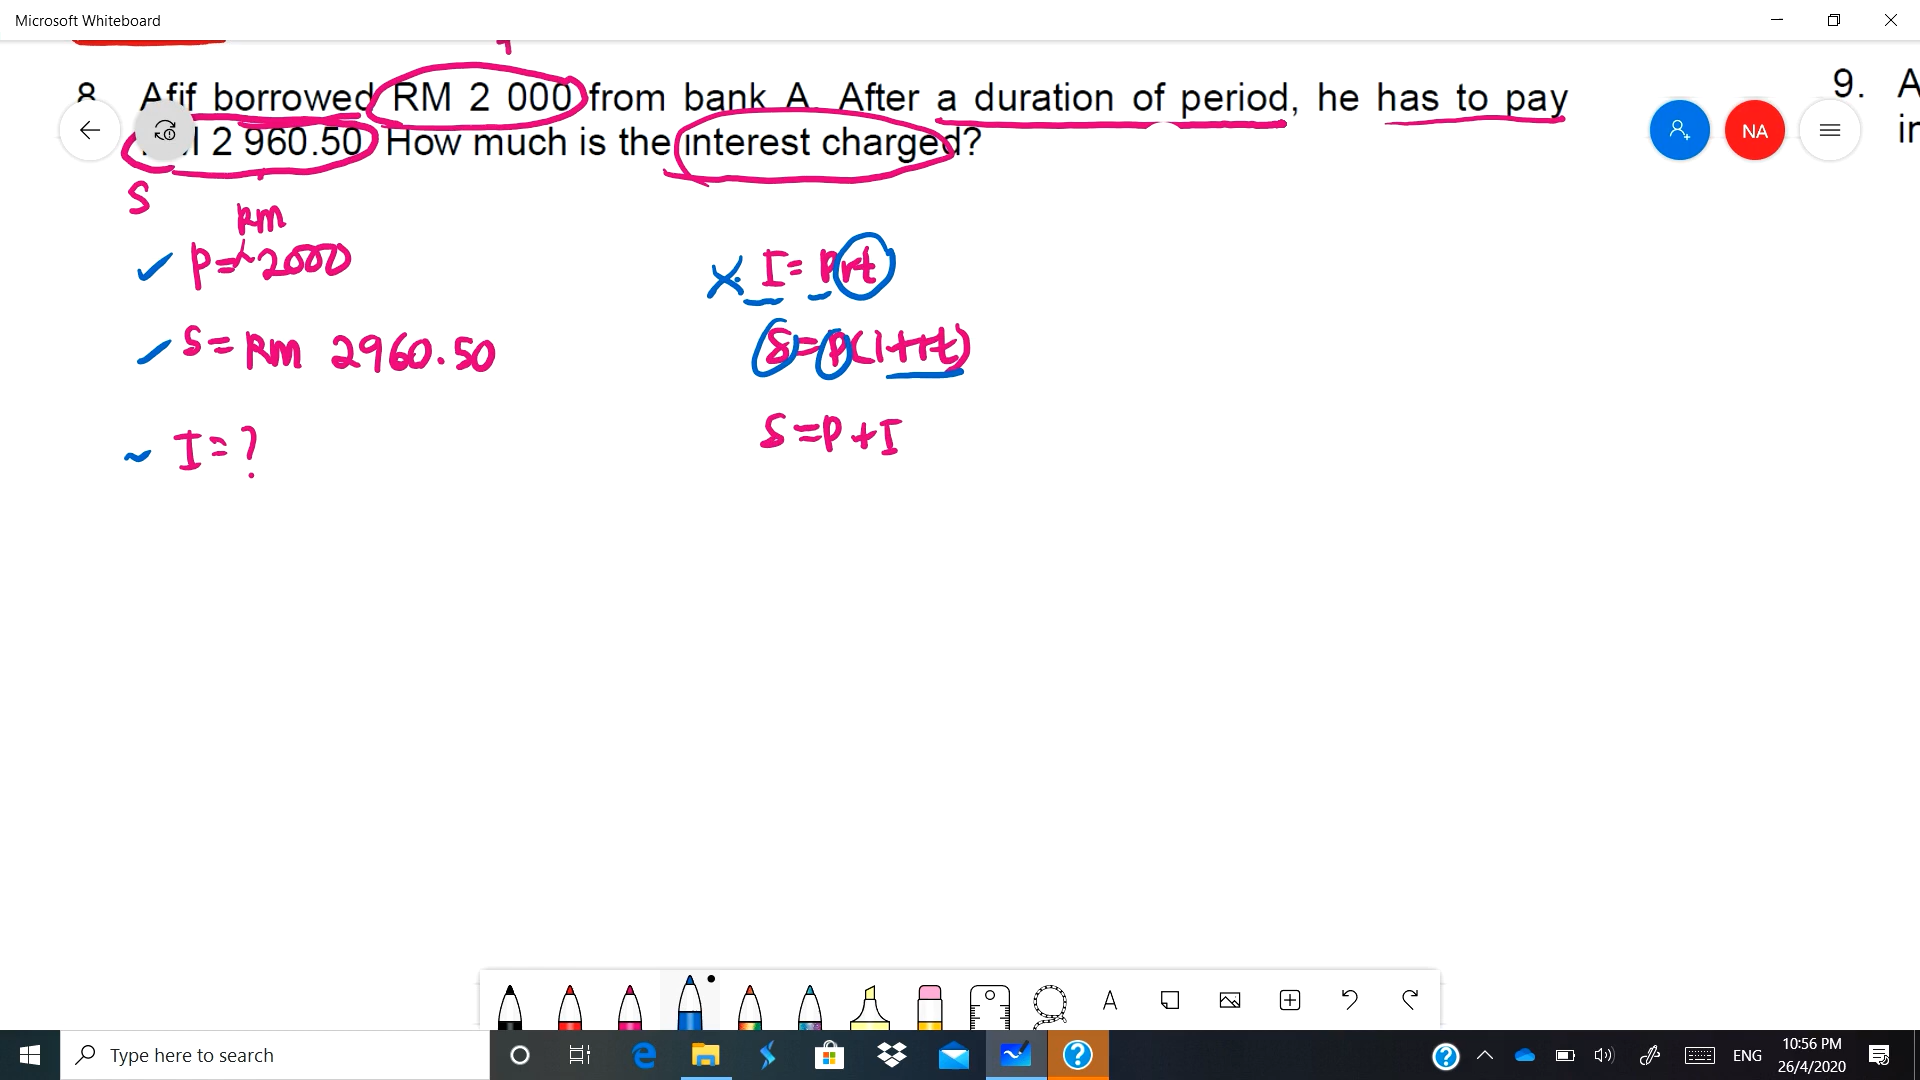 Microsoft Whiteboard
8. Afif borrowed RM 2 000 from bank A. After a duration of period, he has to pay
2 960.50. How much is the interest charged?
9. A
in
NA
S
RM
P = 2000
S = RM 2960.50
I = ?
I = Prt
S = P(1+rt)
S = P + I
A
Type here to search
ENG
10:56 PM
26/4/2020